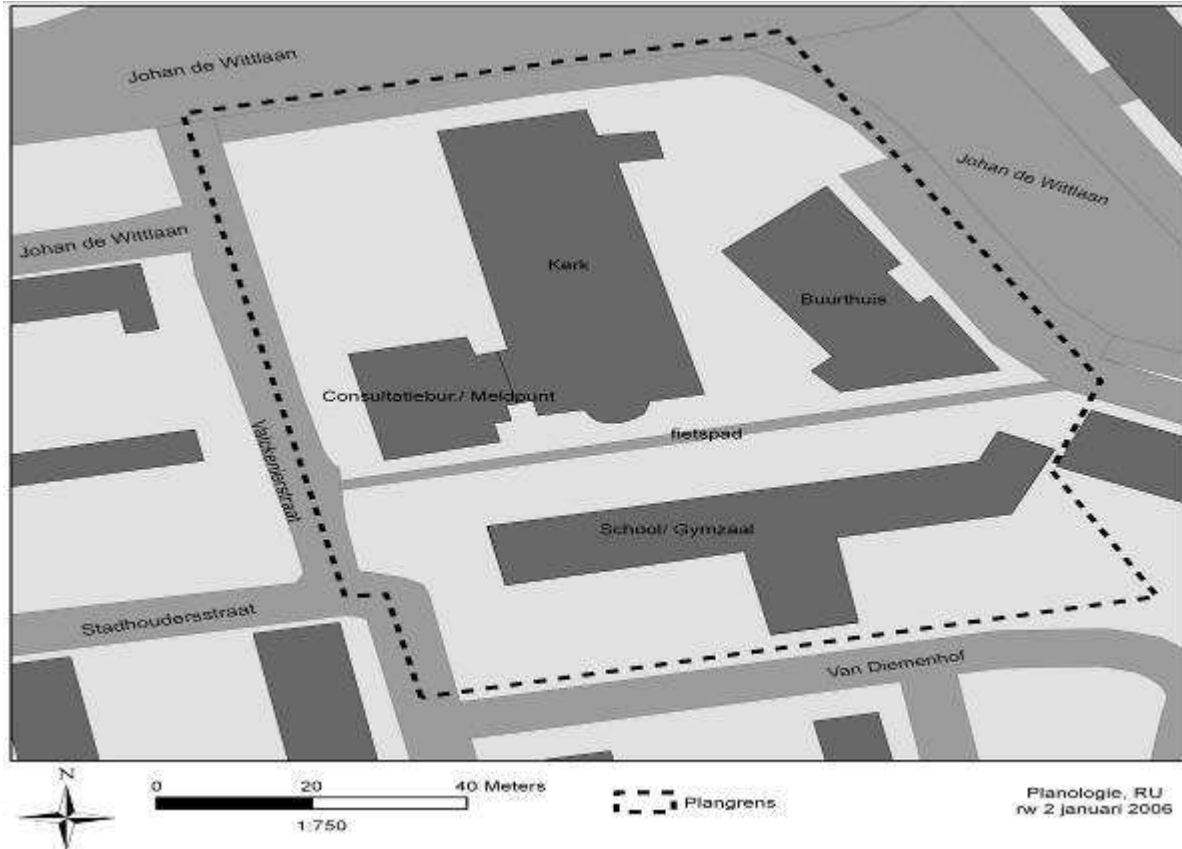 Johan de Wittlaan
Johan de Wittlaan
Johan de Wittlaan
Kerk
Buurthuis
Consultatiebur./ Meldpunt
fietspad
Valckenierstraat
School/ Gymzaal
Stadhoudersstraat
Van Diemenhof
N
0 20 40 Meters
1:750
Plangrens
Planologie, RU
rw 2 januari 2006